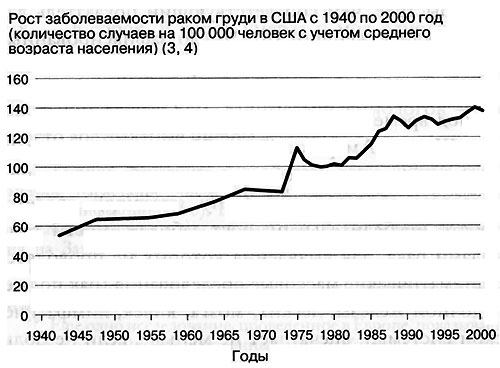 Рост заболеваемости раком груди в США с 1940 по 2000 год
(количество случаев на 100 000 человек с учетом среднего
возраста населения) (3, 4)
160
140
120
100
80
60
40
20
0
1940 1945 1950 1955 1960 1965 1970 1975 1980 1985 1990 1995 2000
Годы